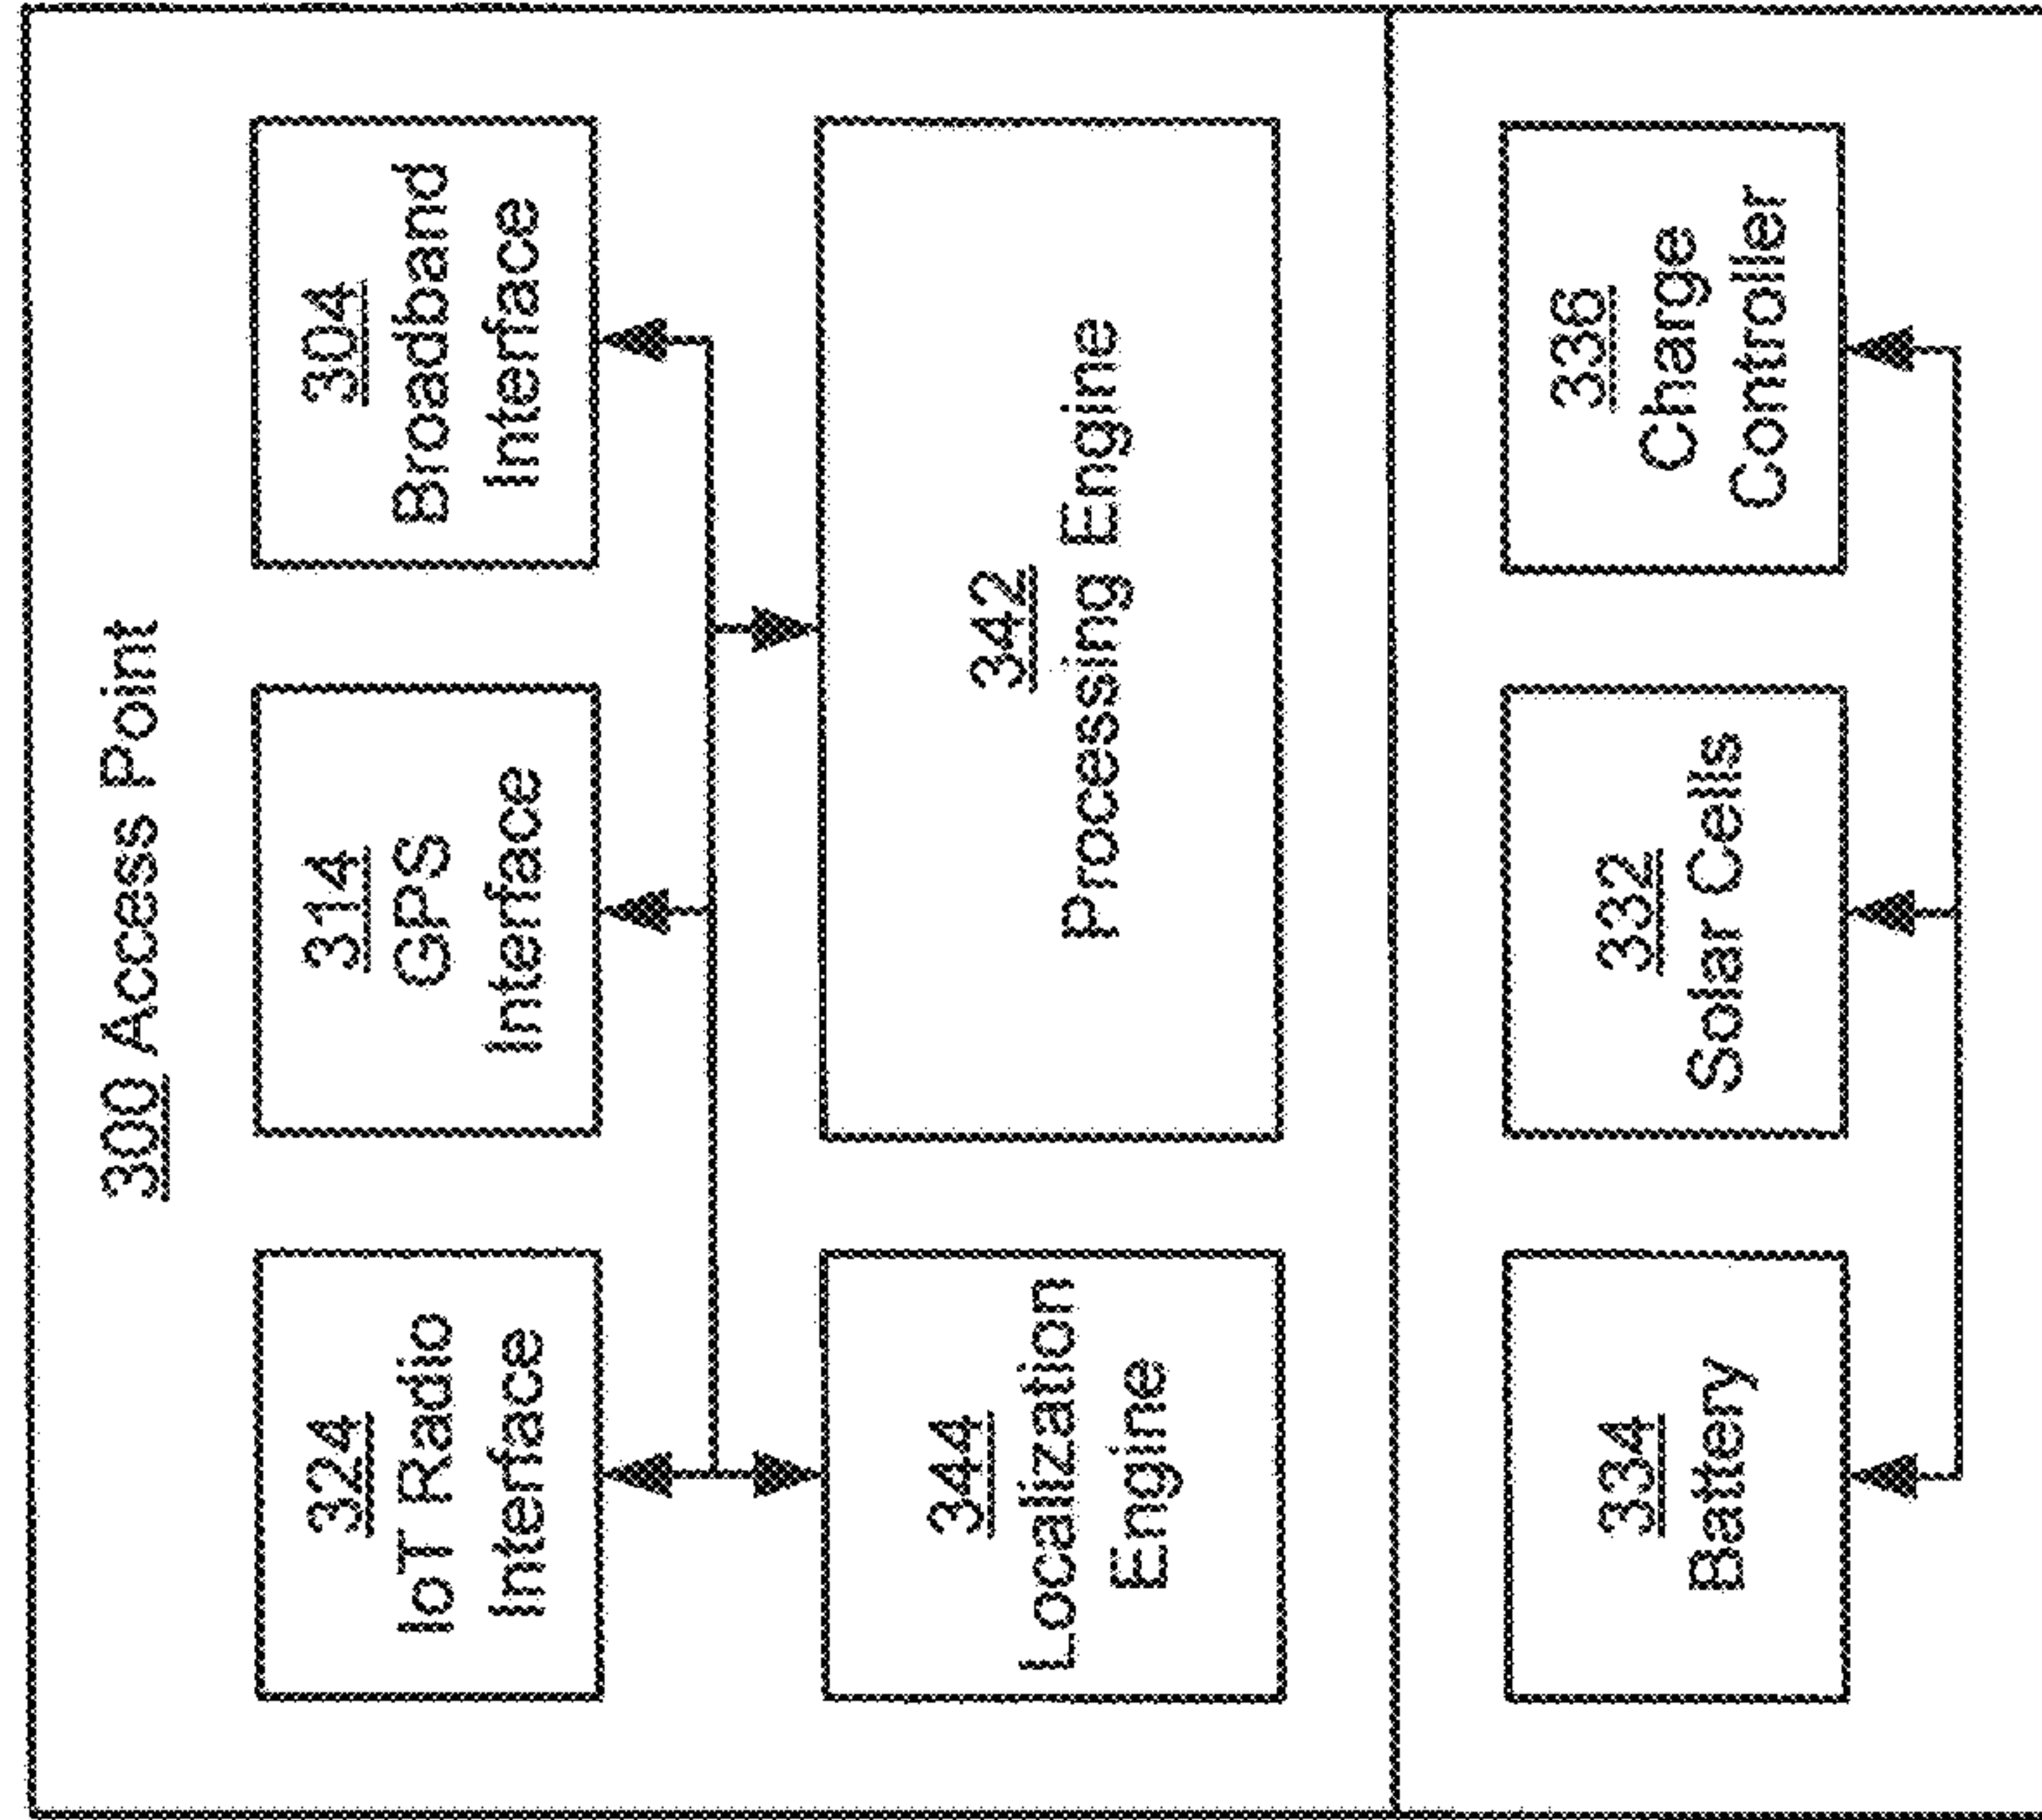 300 Access Point
324
IoT Radio
Interface
314
GPS
Interface
304
Broadband
Interface
344
Localization
Engine
342
Processing Engine
334
Battery
332
Solar Cells
336
Charge
Controller